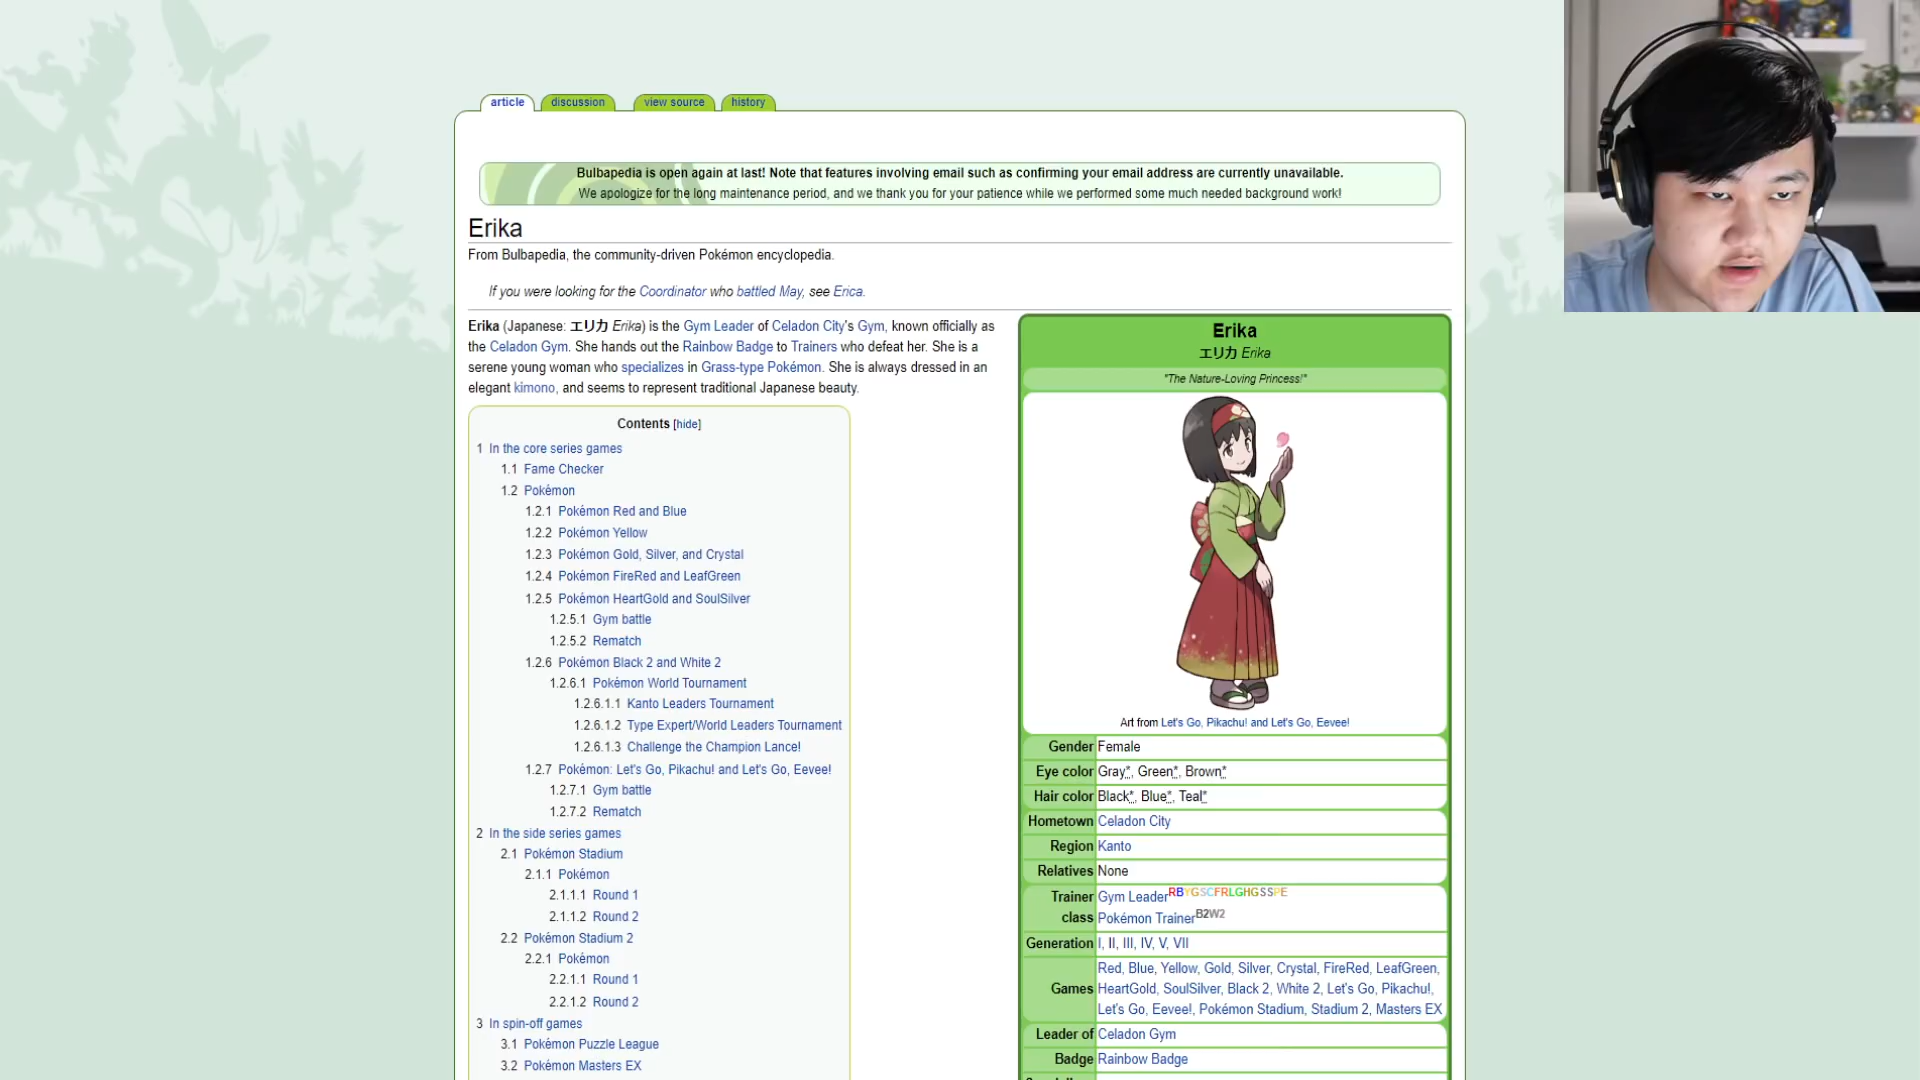 article
discussion
view source
history
Bulbapedia is open again at last! Note that features involving email such as confirming your email address are currently unavailable.
We apologize for the long maintenance period, and we thank you for your patience while we performed some much needed background work!
Erika
From Bulbapedia, the community-driven Pokémon encyclopedia.
If you were looking for the Coordinator who battled May, see Erica.
Erika (Japanese: エリカ Erika) is the Gym Leader of Celadon City's Gym, known officially as
the Celadon Gym. She hands out the Rainbow Badge to Trainers who defeat her. She is a
serene young woman who specializes in Grass-type Pokémon. She is always dressed in an
elegant kimono, and seems to represent traditional Japanese beauty.
Contents [hide]
1 In the core series games
1.1 Fame Checker
1.2 Pokémon
1.2.1 Pokémon Red and Blue
1.2.2 Pokémon Yellow
1.2.3 Pokémon Gold, Silver, and Crystal
1.2.4 Pokémon FireRed and LeafGreen
1.2.5 Pokémon HeartGold and SoulSilver
1.2.5.1 Gym battle
1.2.5.2 Rematch
1.2.6 Pokémon Black 2 and White 2
1.2.6.1 Pokémon World Tournament
1.2.6.1.1 Kanto Leaders Tournament
1.2.6.1.2 Type Expert/World Leaders Tournament
1.2.6.1.3 Challenge the Champion Lance!
1.2.7 Pokémon: Let's Go, Pikachu! and Let's Go, Eevee!
1.2.7.1 Gym battle
1.2.7.2 Rematch
2 In the side series games
2.1 Pokémon Stadium
2.1.1 Pokémon
2.1.1.1 Round 1
2.1.1.2 Round 2
2.2 Pokémon Stadium 2
2.2.1 Pokémon
2.2.1.1 Round 1
2.2.1.2 Round 2
3 In spin-off games
3.1 Pokémon Puzzle League
3.2 Pokémon Masters EX
Erika
エリカ Erika
"The Nature-Loving Princess!"
Art from Let's Go, Pikachu! and Let's Go, Eevee!
Gender Female
Eye color Gray*, Green*, Brown*
Hair color Black*, Blue*, Teal*
Hometown Celadon City
Region Kanto
Relatives None
Trainer class Gym LeaderRBYGSCFRLGHGSSPE
Pokémon TrainerB2W2
Generation I, II, III, IV, V, VII
Games Red, Blue, Yellow, Gold, Silver, Crystal, FireRed, LeafGreen,
HeartGold, SoulSilver, Black 2, White 2, Let's Go, Pikachu!,
Let's Go, Eevee!, Pokémon Stadium, Stadium 2, Masters EX
Leader of Celadon Gym
Badge Rainbow Badge